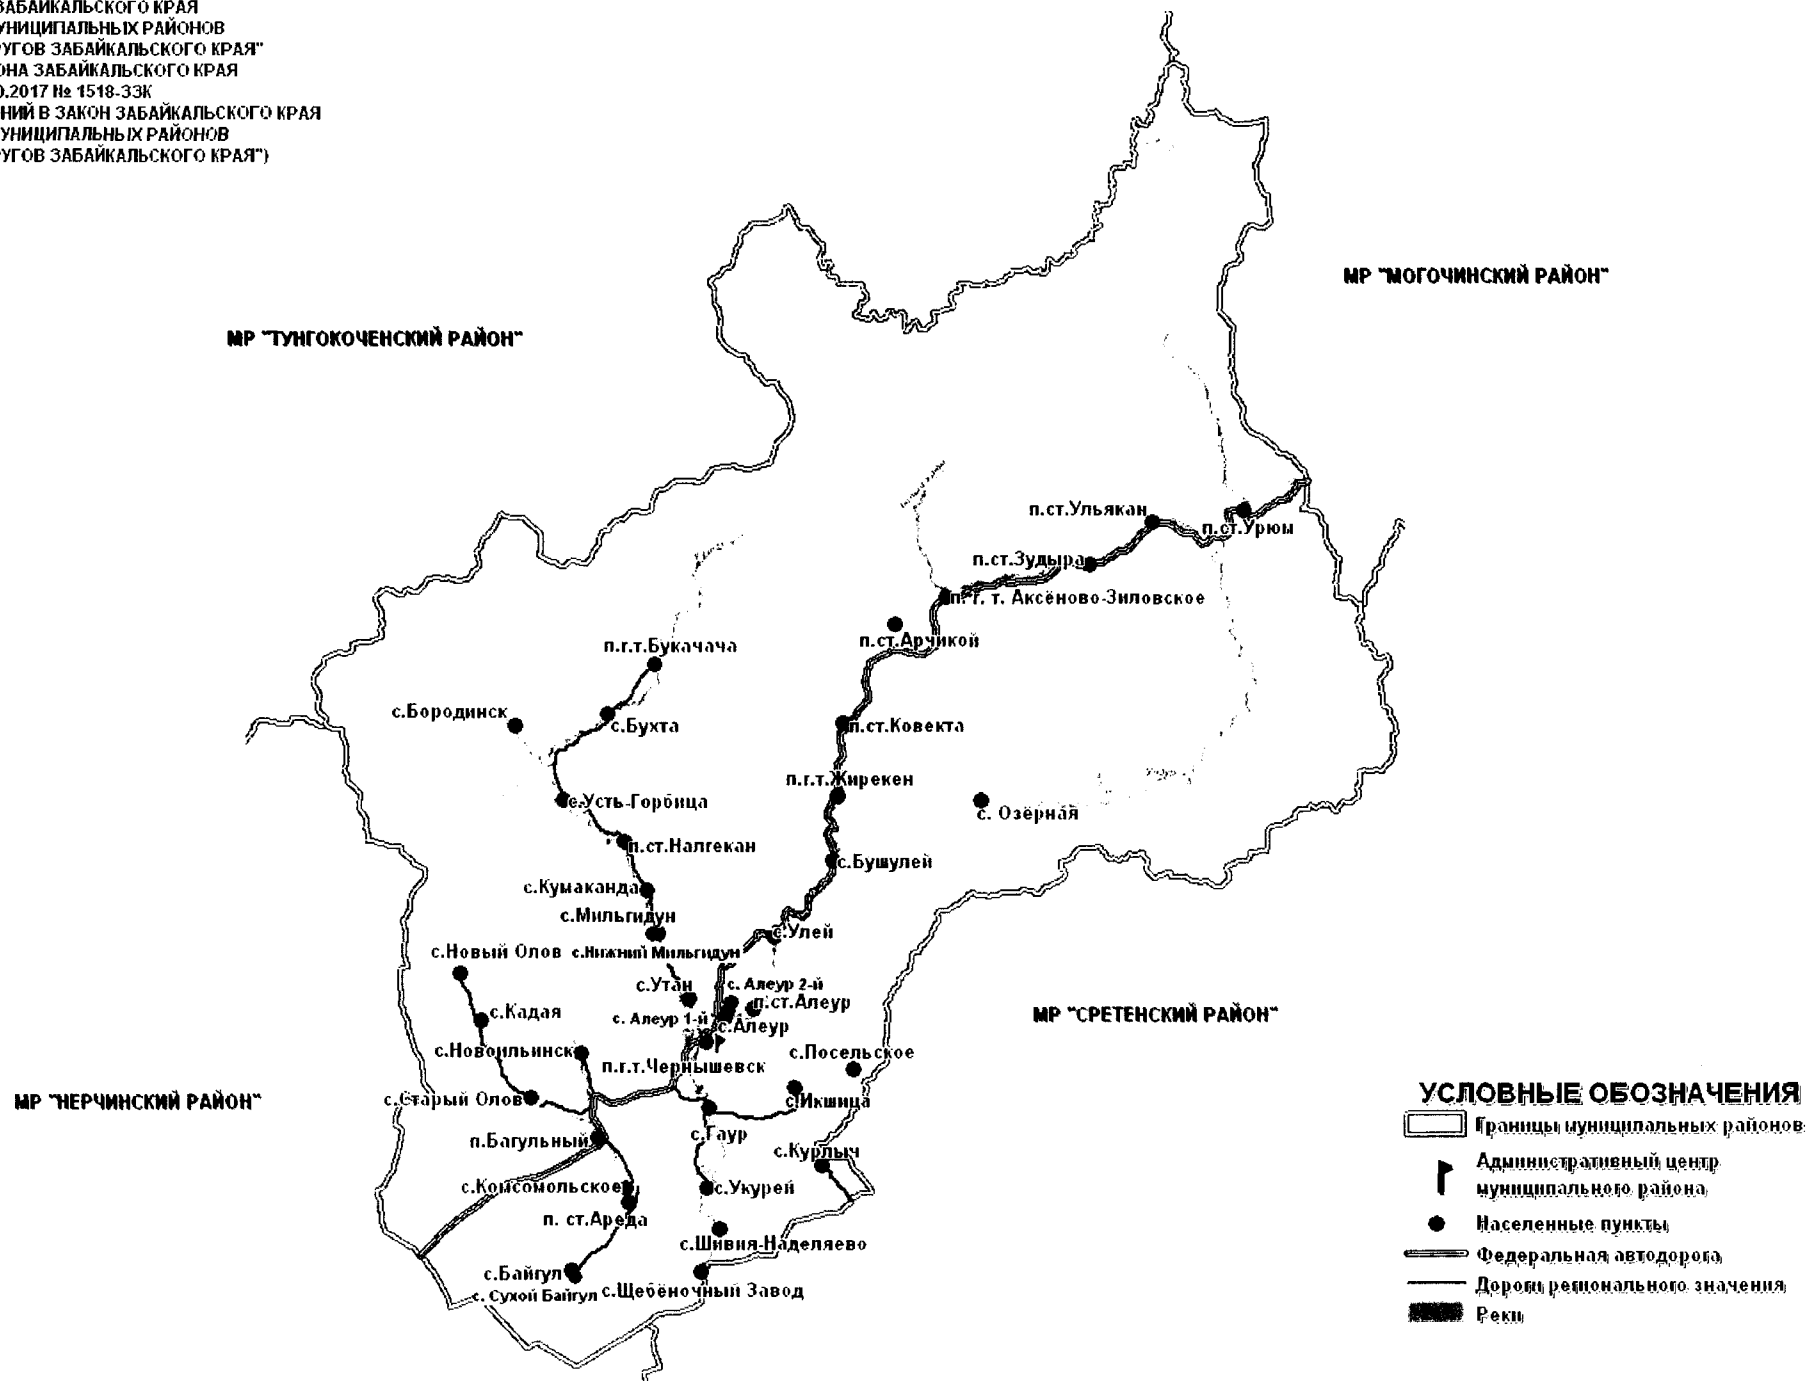 ЗАБАЙКАЛЬСКОГО КРАЯ
УНИЦИПАЛЬНЫХ РАЙОНОВ
УГОВ ЗАБАЙКАЛЬСКОГО КРАЯ"
ОНА ЗАБАЙКАЛЬСКОГО КРАЯ
0.2017 № 1518-ЗЗК
НИЙ В ЗАКОН ЗАБАЙКАЛЬСКОГО КРАЯ
УНИЦИПАЛЬНЫХ РАЙОНОВ
УГОВ ЗАБАЙКАЛЬСКОГО КРАЯ")
МР "МОГОЧИНСКИЙ РАЙОН"
МР "ТУНГОКОЧЕНСКИЙ РАЙОН"
п.ст.Ульякан
п.ст.Урюм
п.ст.Зудыра
п. г. т. Аксёново-Зиловское
п.ст.Арчикой
п.г.т.Букачача
с.Бородинск
с.Бухта
п.ст.Ковекта
п.г.т.Жирекен
с.Усть-Горбица
с. Озёрная
п.ст.Налгекан
с.Бушулей
с.Кумаканда
с.Мильгидун
с.Улей
с.Новый Олов
с.Нижний Мильгидун
с.Утан
с. Алеур 2-й
п.ст.Алеур
с.Кадая
с. Алеур 1-й
с.Алеур
МР "СРЕТЕНСКИЙ РАЙОН"
с.Новоильинск
с.Посельское
п.г.т.Чернышевск
МР "НЕРЧИНСКИЙ РАЙОН"
с.Старый Олов
с.Икшица
п.Багульный
с.Гаур
с.Курлыч
с.Комсомольское
с.Укурей
п. ст.Ареда
с.Шивия-Наделяево
с.Байгул
с. Сухой Байгул
с.Щебёночный Завод
УСЛОВНЫЕ ОБОЗНАЧЕНИЯ
Границы муниципальных районов
Административный центр
муниципального района
Населенные пункты
Федеральная автодорога
Дороги регионального значения
Реки